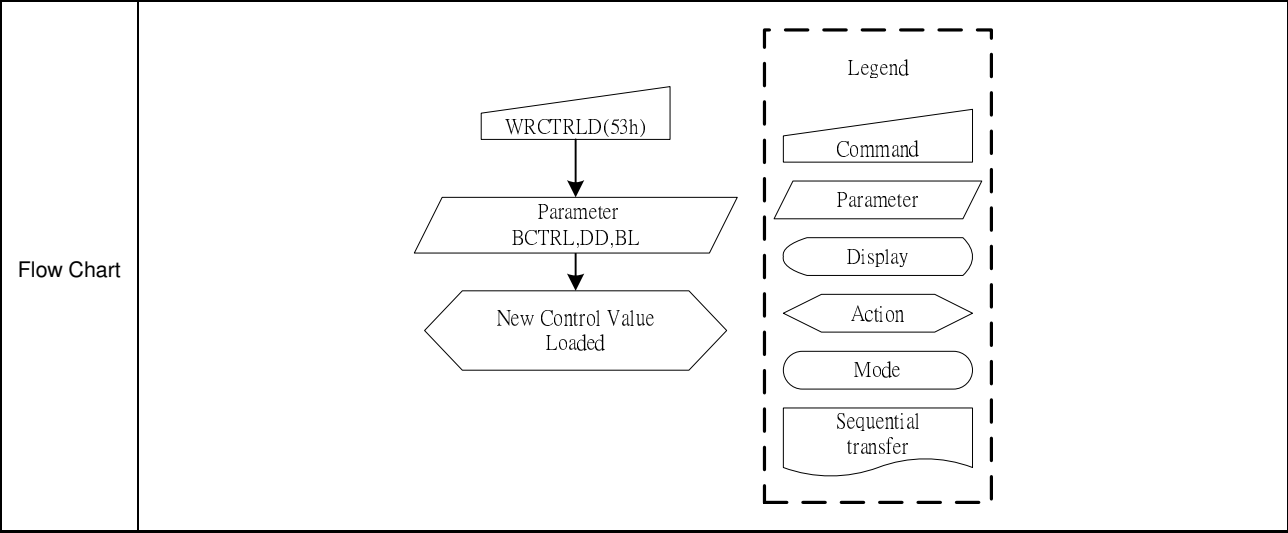 Flow Chart
WRCTRLD(53h)
Parameter
BCTRL,DD,BL
New Control Value
Loaded
Legend
Command
Parameter
Display
Action
Mode
Sequential
transfer